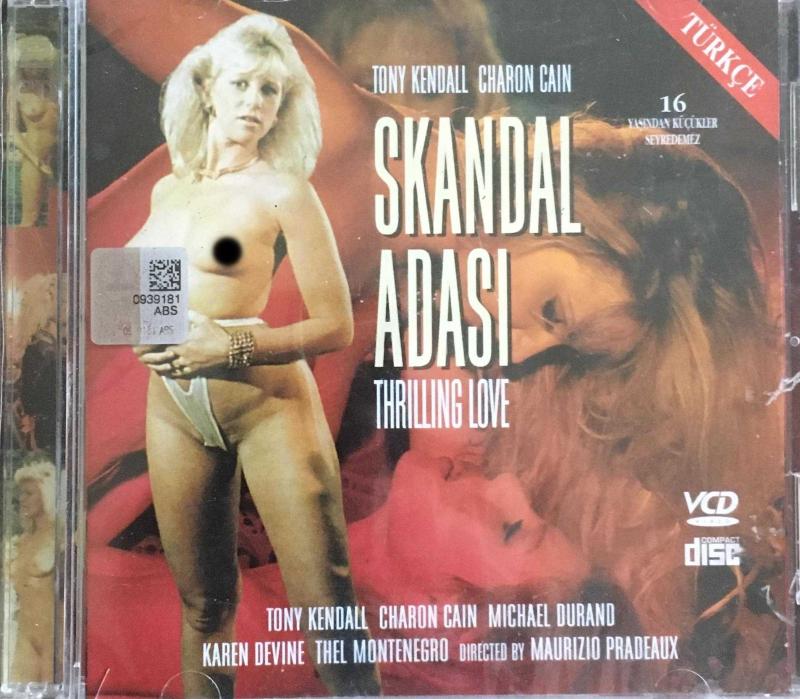 TÜRKÇE
TONY KENDALL CHARON CAIN
16
YAŞINDAN KÜÇÜKLER
SEYREDEMEZ
SKANDAL
ADASI
THRILLING LOVE
0939181
ABS
VCD
VIDEO
COMPACT
disc
TONY KENDALL CHARON CAIN MICHAEL DURAND
KAREN DEVINE THEL MONTENEGRO DIRECTED BY MAURIZIO PRADEAUX